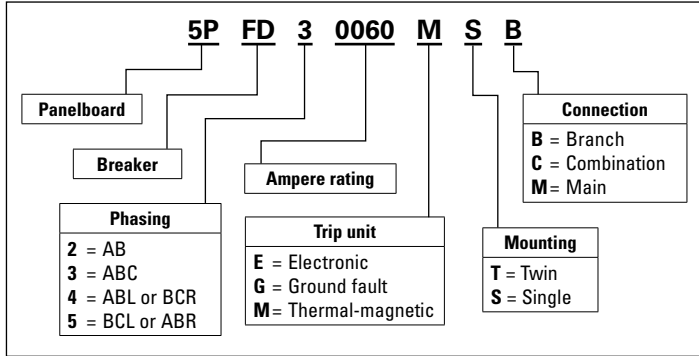 5P FD 3 0060 M S B
Panelboard
Breaker
Phasing
2 = AB
3 = ABC
4 = ABL or BCR
5 = BCL or ABR
Ampere rating
Trip unit
E = Electronic
G = Ground fault
M = Thermal-magnetic
Mounting
T = Twin
S = Single
Connection
B = Branch
C = Combination
M = Main